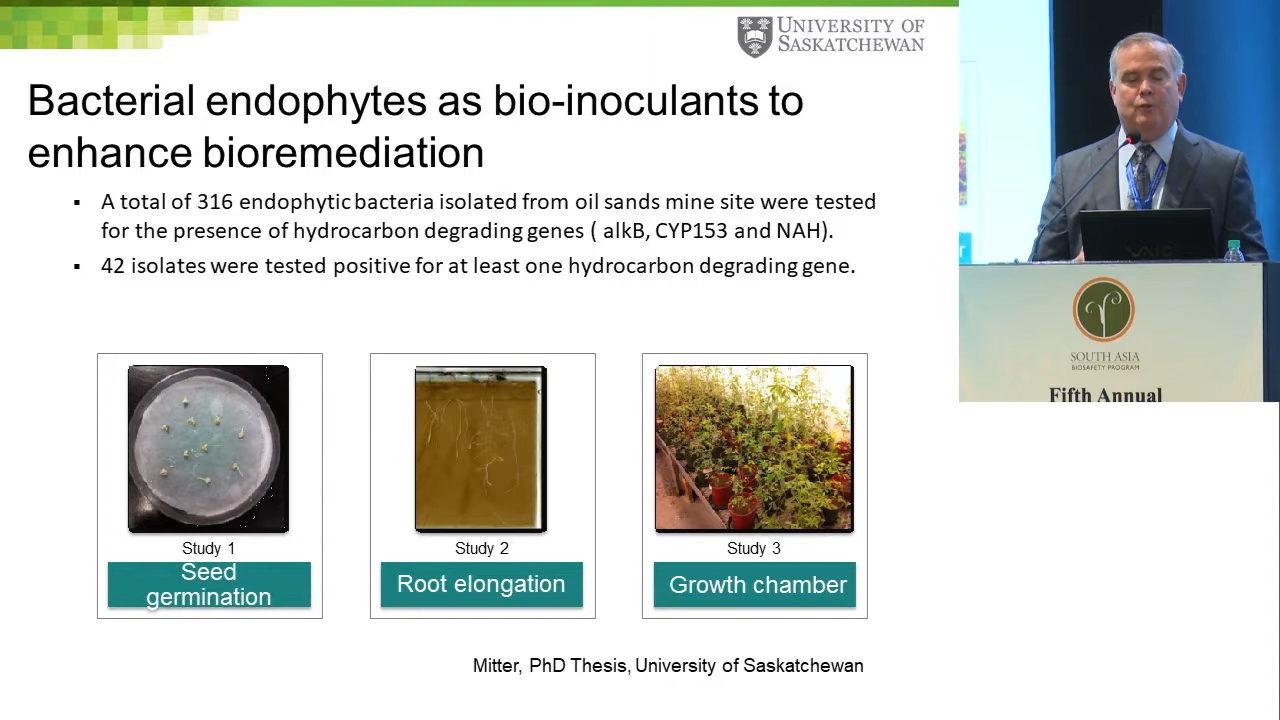 UNIVERSITY OF
SASKATCHEWAN
Bacterial endophytes as bio-inoculants to
enhance bioremediation
▪ A total of 316 endophytic bacteria isolated from oil sands mine site were tested
for the presence of hydrocarbon degrading genes ( alkB, CYP153 and NAH).
▪ 42 isolates were tested positive for at least one hydrocarbon degrading gene.
Study 1
Seed
germination
Study 2
Root elongation
Study 3
Growth chamber
Mitter, PhD Thesis, University of Saskatchewan
SOUTH ASIA
BIOSAFETY PROGRAM
Fifth Annual